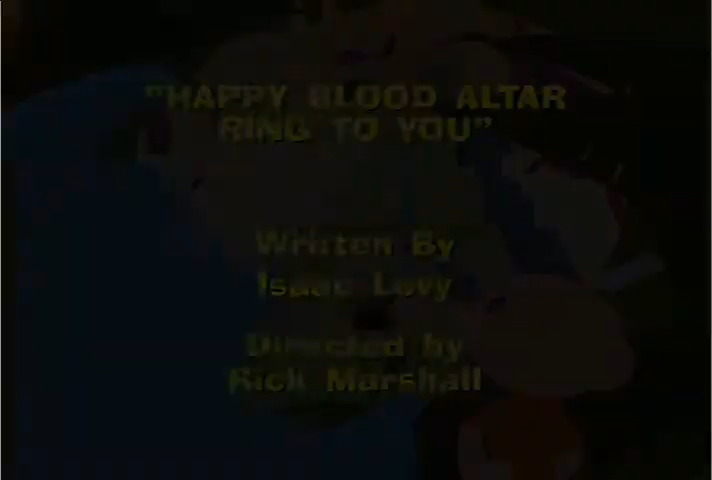 "HAPPY BLOOD ALTAR
RING TO YOU"
Written By
Isaac Levy
Directed by
Rick Marshall